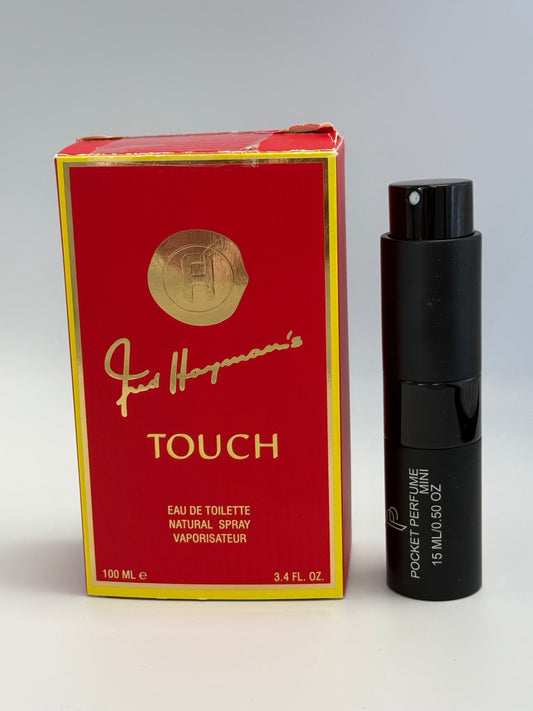 Fred Hayman's
TOUCH
EAU DE TOILETTE
NATURAL SPRAY
VAPORISATEUR
100 ML e
3.4 FL. OZ.
POCKET PERFUME
MINI
15 ML/0.50 OZ